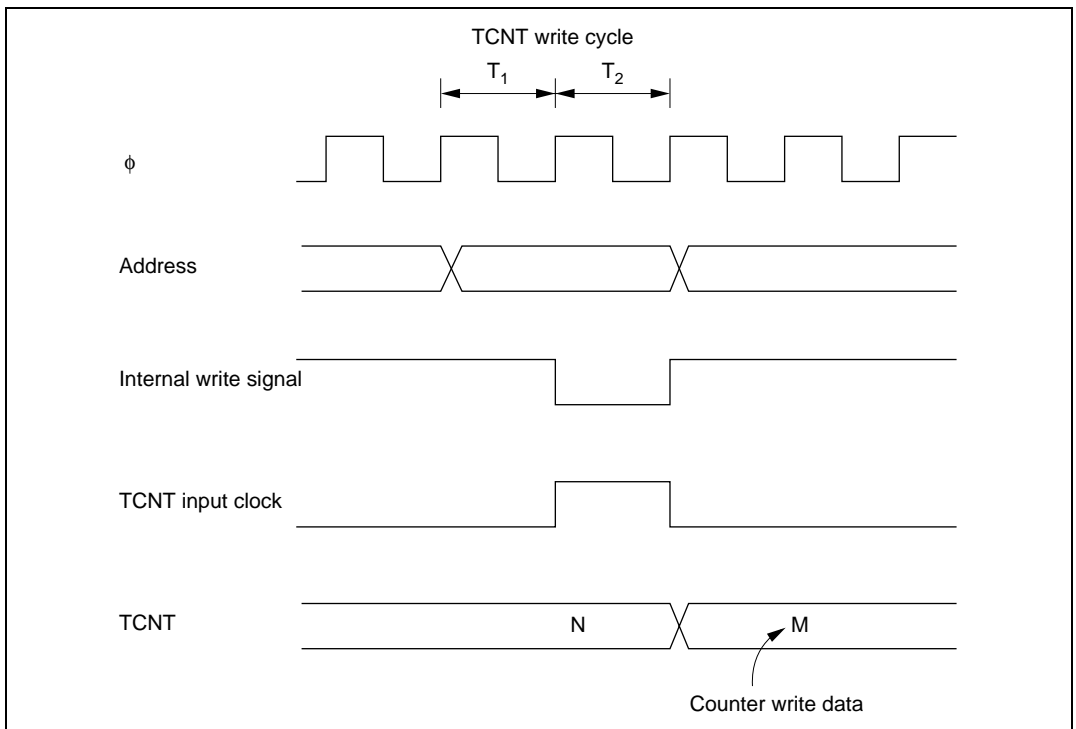 TCNT write cycle
T1 T2
ϕ
Address
Internal write signal
TCNT input clock
TCNT N M
Counter write data